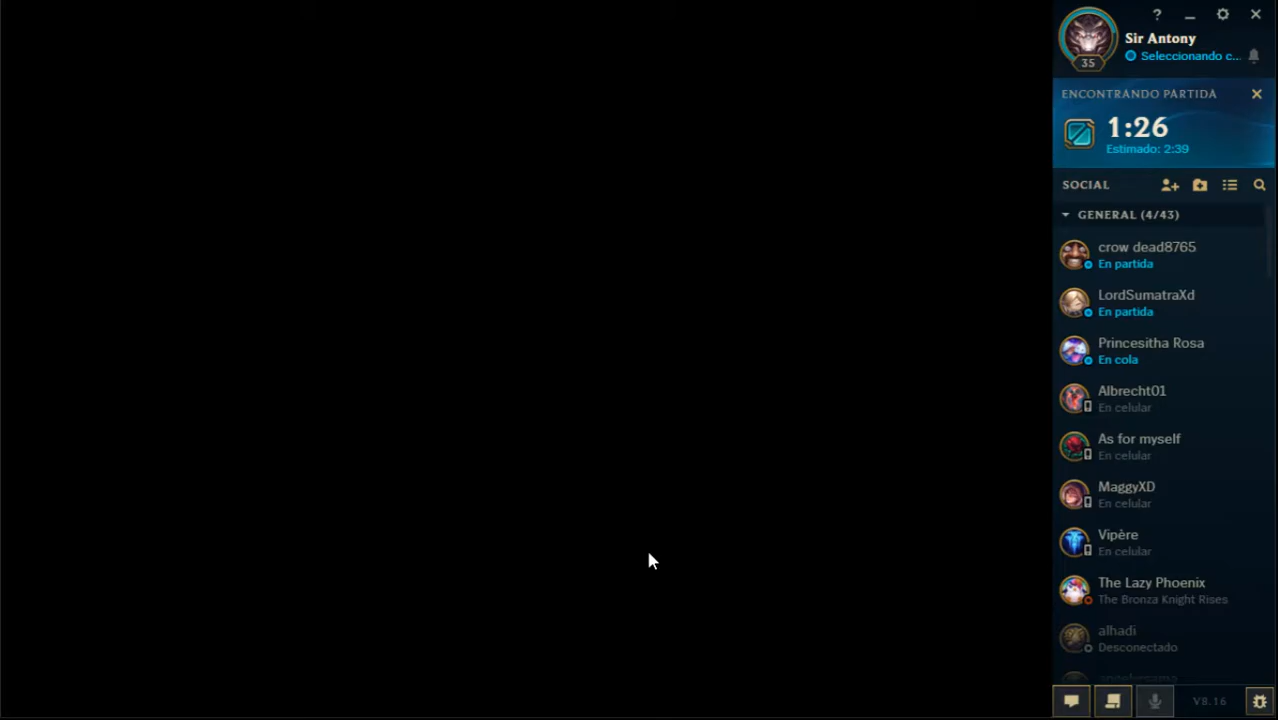 Sir Antony
35
Seleccionando c...
ENCONTRANDO PARTIDA
1:26
Estimado: 2:39
SOCIAL
GENERAL (4/43)
crow dead8765
En partida
LordSumatraXd
En partida
Princesitha Rosa
En cola
Albrecht01
En celular
As for myself
En celular
MaggyXD
En celular
Vipère
En celular
The Lazy Phoenix
The Bronza Knight Rises
alhadi
Desconectado
V8.16